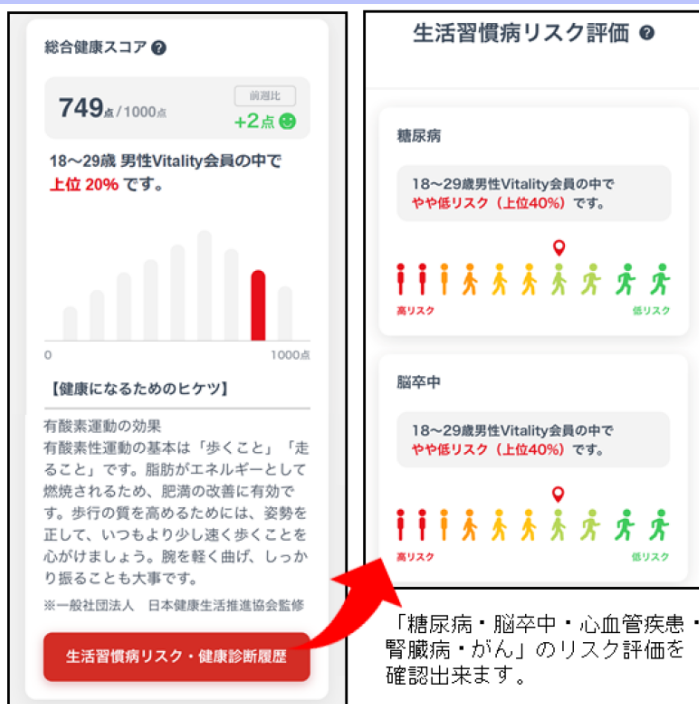 総合健康スコア ?
749点/1000点
前週比
+2点
18〜29歳 男性Vitality会員の中で
上位 20% です。
0
1000点
【健康になるためのヒケツ】
有酸素運動の効果
有酸素性運動の基本は「歩くこと」「走
ること」です。脂肪がエネルギーとして
燃焼されるため、肥満の改善に有効で
す。歩行の質を高めるためには、姿勢を
正して、いつもより少し速く歩くことを
心がけましょう。腕を軽く曲げ、しっか
り振ることも大事です。
※一般社団法人 日本健康生活推進協会監修
生活習慣病リスク・健康診断履歴
生活習慣病リスク評価 ?
糖尿病
18〜29歳男性Vitality会員の中で
やや低リスク（上位40%）です。
高リスク
低リスク
脳卒中
18〜29歳男性Vitality会員の中で
やや低リスク（上位40%）です。
高リスク
低リスク
「糖尿病・脳卒中・心血管疾患・
腎臓病・がん」のリスク評価を
確認出来ます。